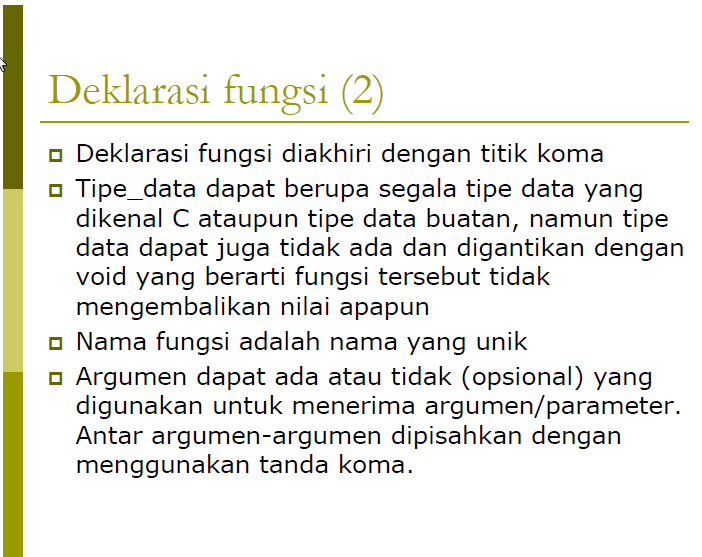 Deklarasi fungsi (2)
Deklarasi fungsi diakhiri dengan titik koma
Tipe_data dapat berupa segala tipe data yang
dikenal C ataupun tipe data buatan, namun tipe
data dapat juga tidak ada dan digantikan dengan
void yang berarti fungsi tersebut tidak
mengembalikan nilai apapun
Nama fungsi adalah nama yang unik
Argumen dapat ada atau tidak (opsional) yang
digunakan untuk menerima argumen/parameter.
Antar argumen-argumen dipisahkan dengan
menggunakan tanda koma.